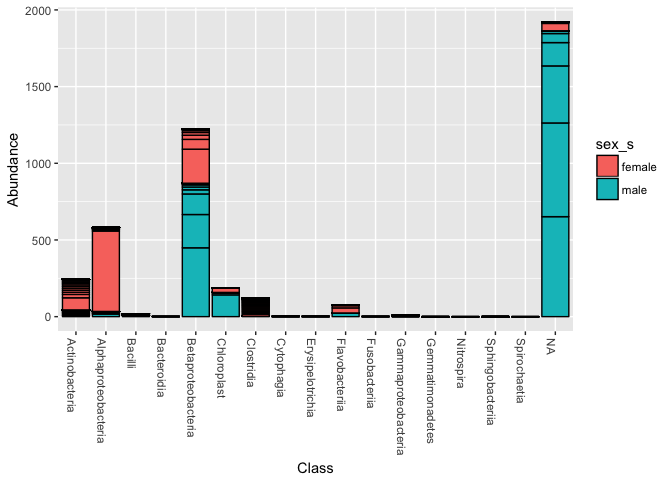 2000
1500
1000
500
0
Abundance
Actinobacteria
Alphaproteobacteria
Bacilli
Bacteroidia
Betaproteobacteria
Chloroplast
Clostridia
Cytophagia
Erysipelotrichia
Flavobacteriia
Fusobacteriia
Gammaproteobacteria
Gemmatimonadetes
Nitrospira
Sphingobacteriia
Spirochaetia
NA
Class
sex_s
female
male